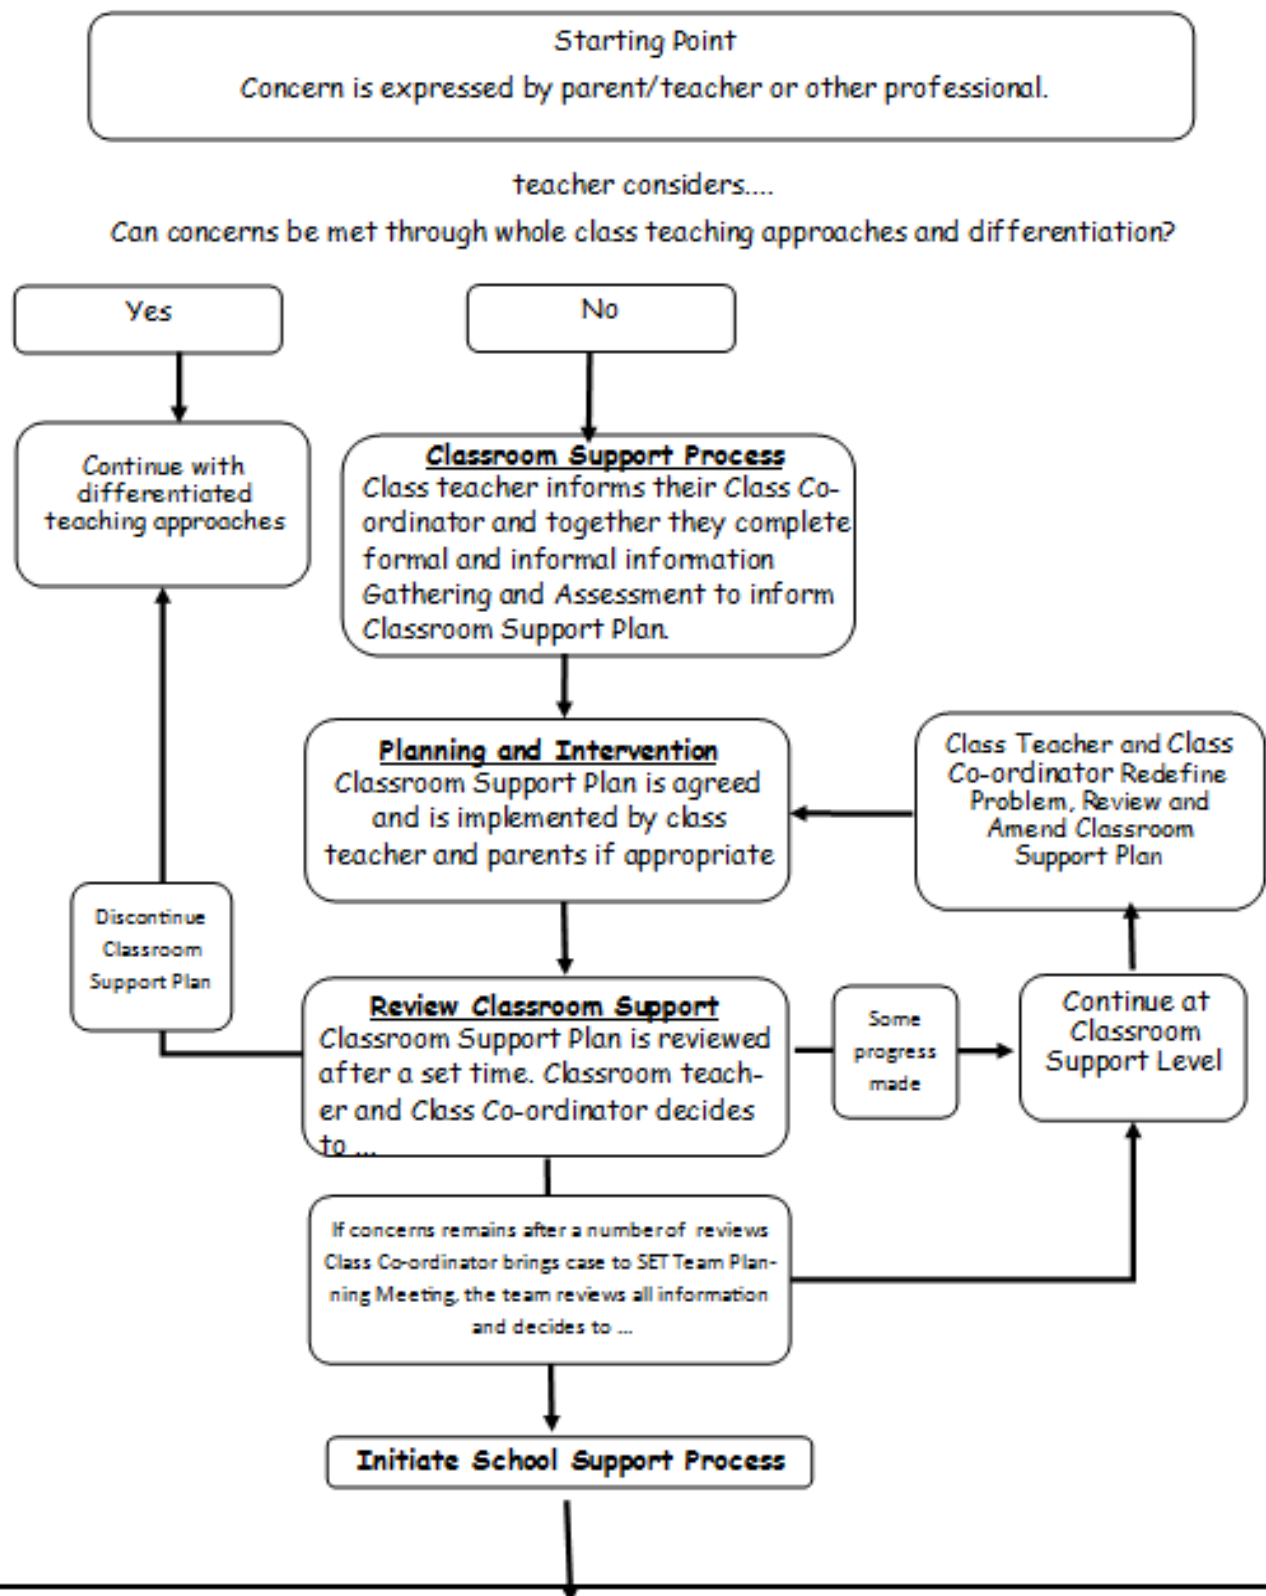 Starting Point
Concern is expressed by parent/teacher or other professional.
teacher considers....
Can concerns be met through whole class teaching approaches and differentiation?
Yes
No
Continue with
differentiated
teaching approaches
Classroom Support Process
Class teacher informs their Class Co-
ordinator and together they complete
formal and informal information
Gathering and Assessment to inform
Classroom Support Plan.
Planning and Intervention
Classroom Support Plan is agreed
and is implemented by class
teacher and parents if appropriate
Class Teacher and Class
Co-ordinator Redefine
Problem, Review and
Amend Classroom
Support Plan
Discontinue
Classroom
Support Plan
Review Classroom Support
Classroom Support Plan is reviewed
after a set time. Classroom teach-
er and Class Co-ordinator decides
to ...
Some
progress
made
Continue at
Classroom
Support Level
If concerns remains after a number of reviews
Class Co-ordinator brings case to SET Team Plan-
ning Meeting, the team reviews all information
and decides to ...
Initiate School Support Process